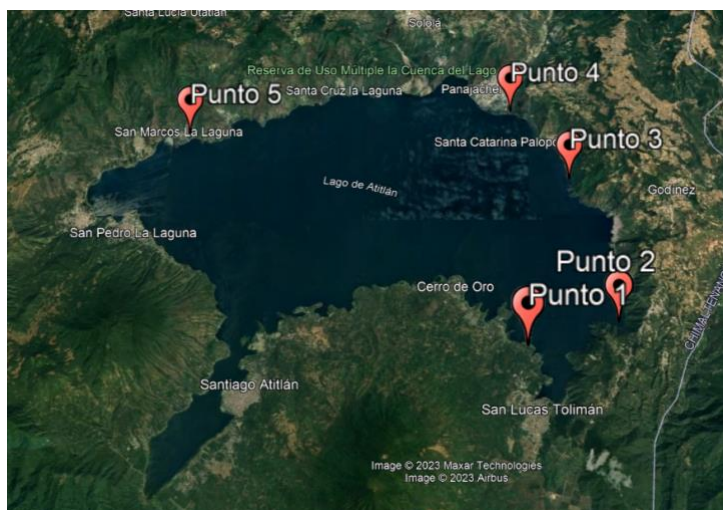 Santa Lucía Utatlán
Sololá
Reserva de Uso Múltiple la Cuenca del Lago
Punto 4
Punto 5
Santa Cruz la Laguna
Panajache
San Marcos La Laguna
Santa Catarina Palopó
Punto 3
Lago de Atitlán
Godinez
San Pedro La Laguna
Punto 2
Cerro de Oro
Punto 1
Santiago Atitlán
San Lucas Tolimán
Image © 2023 Maxar Technologies
Image © 2023 Airbus